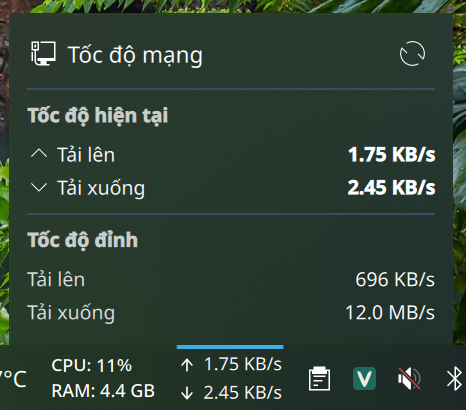 Tốc độ mạng
Tốc độ hiện tại
Tải lên 1.75 KB/s
Tải xuống 2.45 KB/s
Tốc độ đỉnh
Tải lên 696 KB/s
Tải xuống 12.0 MB/s
7°C
CPU: 11%
RAM: 4.4 GB
↑ 1.75 KB/s
↓ 2.45 KB/s
V